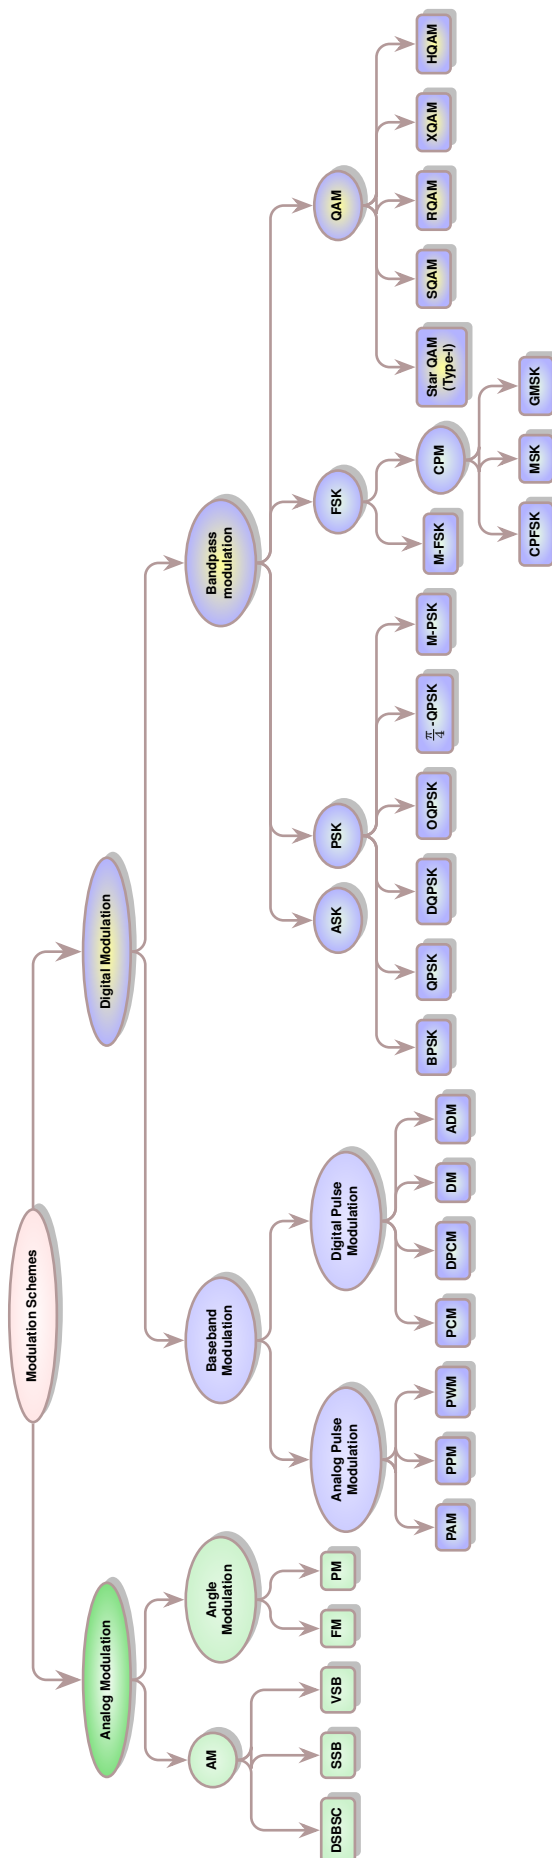 Modulation Schemes
Analog Modulation
Digital Modulation
AM
Angle
Modulation
Baseband
Modulation
Bandpass
modulation
DSBSC
SSB
VSB
FM
PM
Analog Pulse
Modulation
Digital Pulse
Modulation
ASK
PSK
FSK
QAM
PAM
PPM
PWM
PCM
DPCM
DM
ADM
BPSK
QPSK
DQPSK
OQPSK
π/4-QPSK
M-PSK
M-FSK
CPM
Star QAM
(Type-I)
SQAM
RQAM
XQAM
HQAM
CPFSK
MSK
GMSK